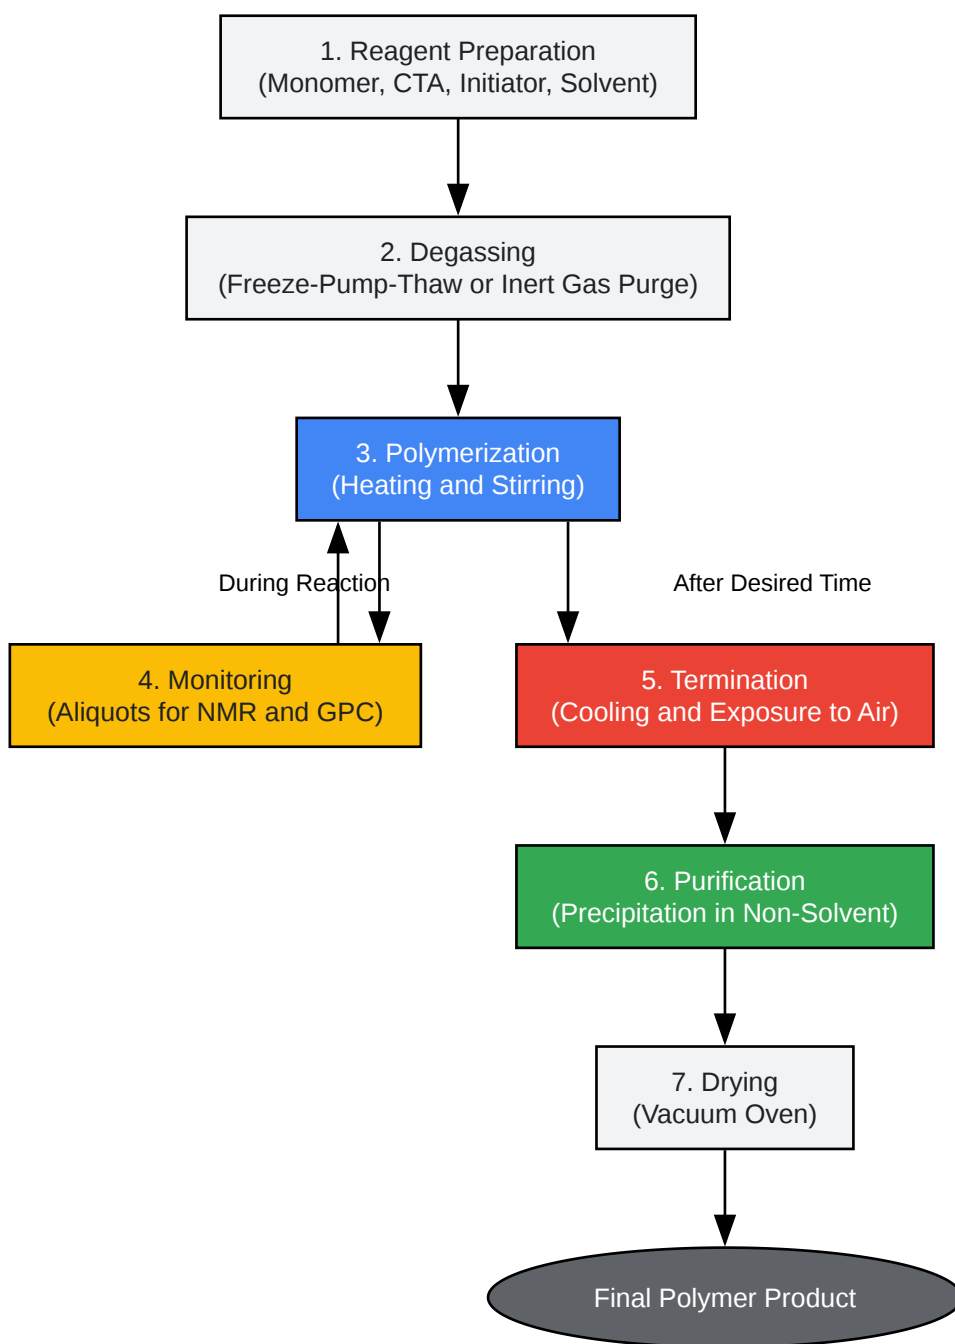 1. Reagent Preparation
(Monomer, CTA, Initiator, Solvent)
2. Degassing
(Freeze-Pump-Thaw or Inert Gas Purge)
3. Polymerization
(Heating and Stirring)
During Reaction
After Desired Time
4. Monitoring
(Aliquots for NMR and GPC)
5. Termination
(Cooling and Exposure to Air)
6. Purification
(Precipitation in Non-Solvent)
7. Drying
(Vacuum Oven)
Final Polymer Product